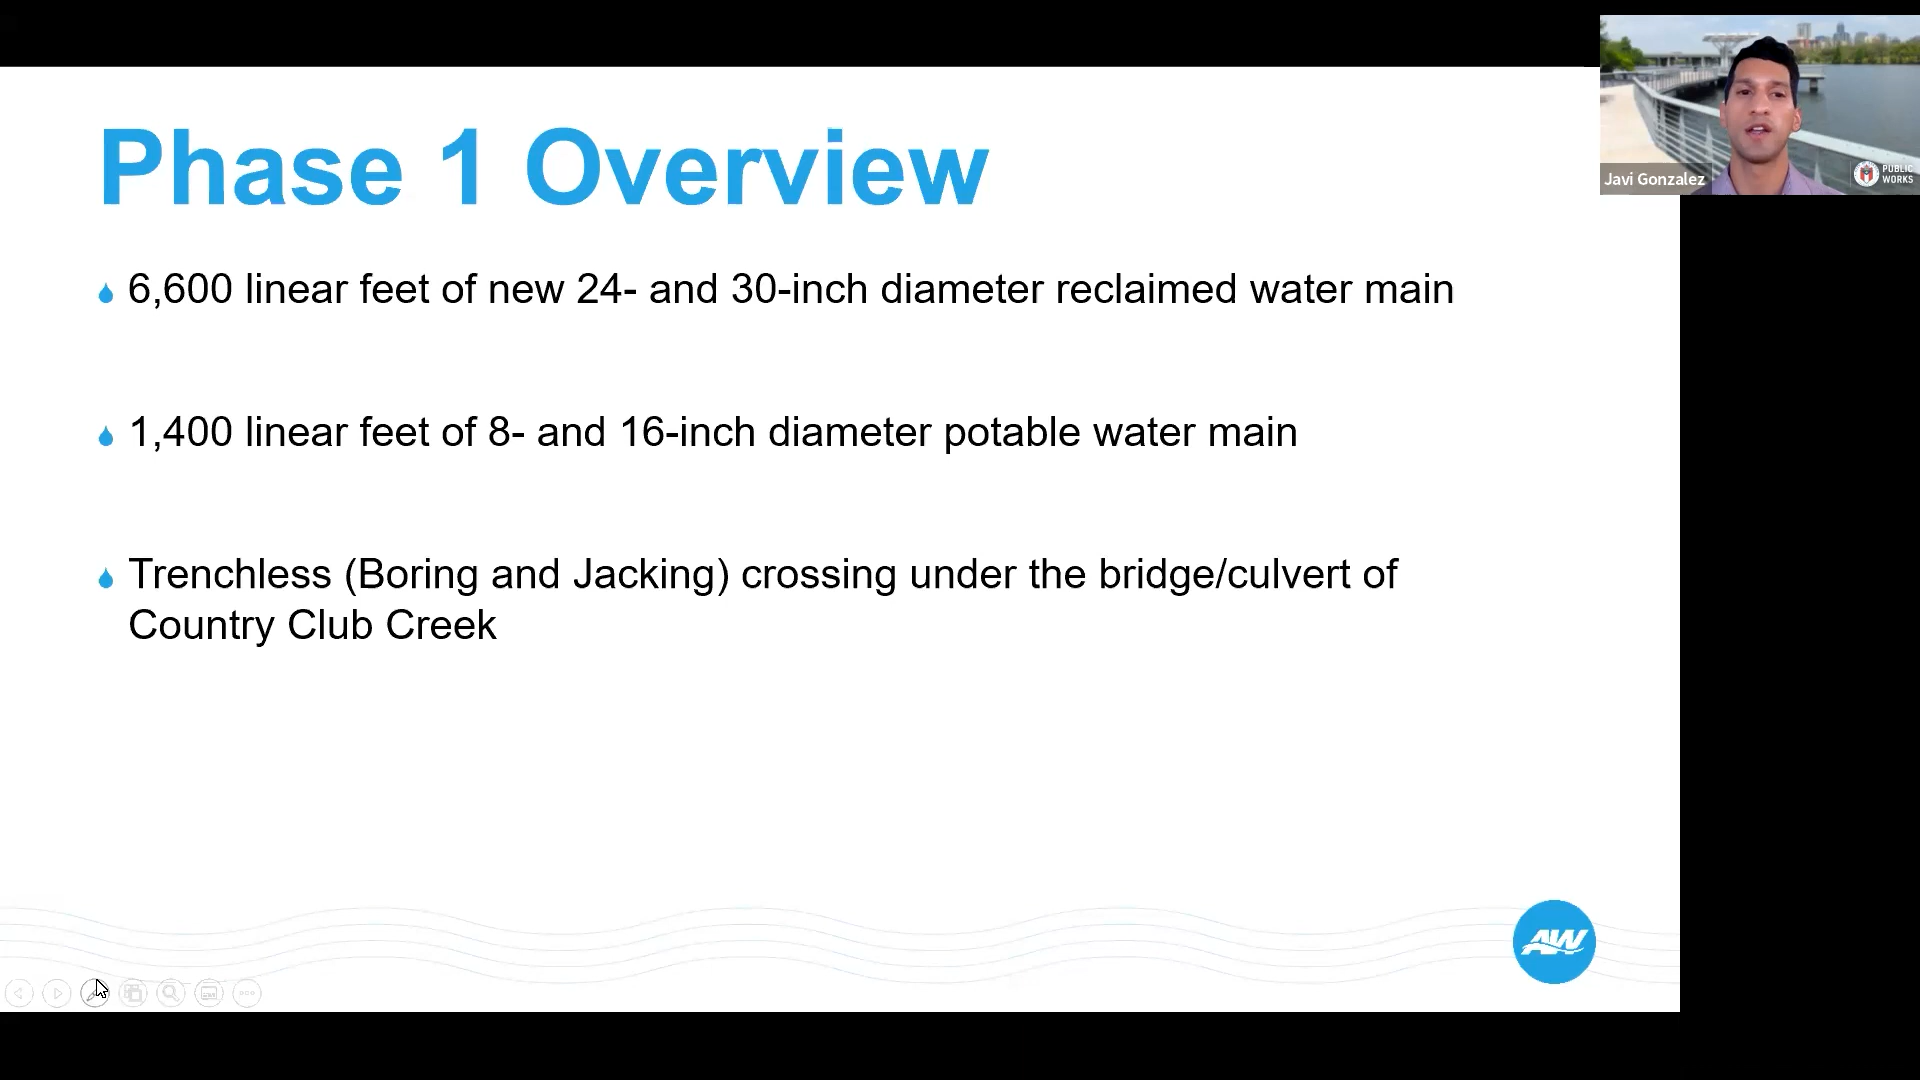 Phase 1 Overview
6,600 linear feet of new 24- and 30-inch diameter reclaimed water main
1,400 linear feet of 8- and 16-inch diameter potable water main
Trenchless (Boring and Jacking) crossing under the bridge/culvert of
Country Club Creek
AW
Javi Gonzalez
PUBLIC
WORKS